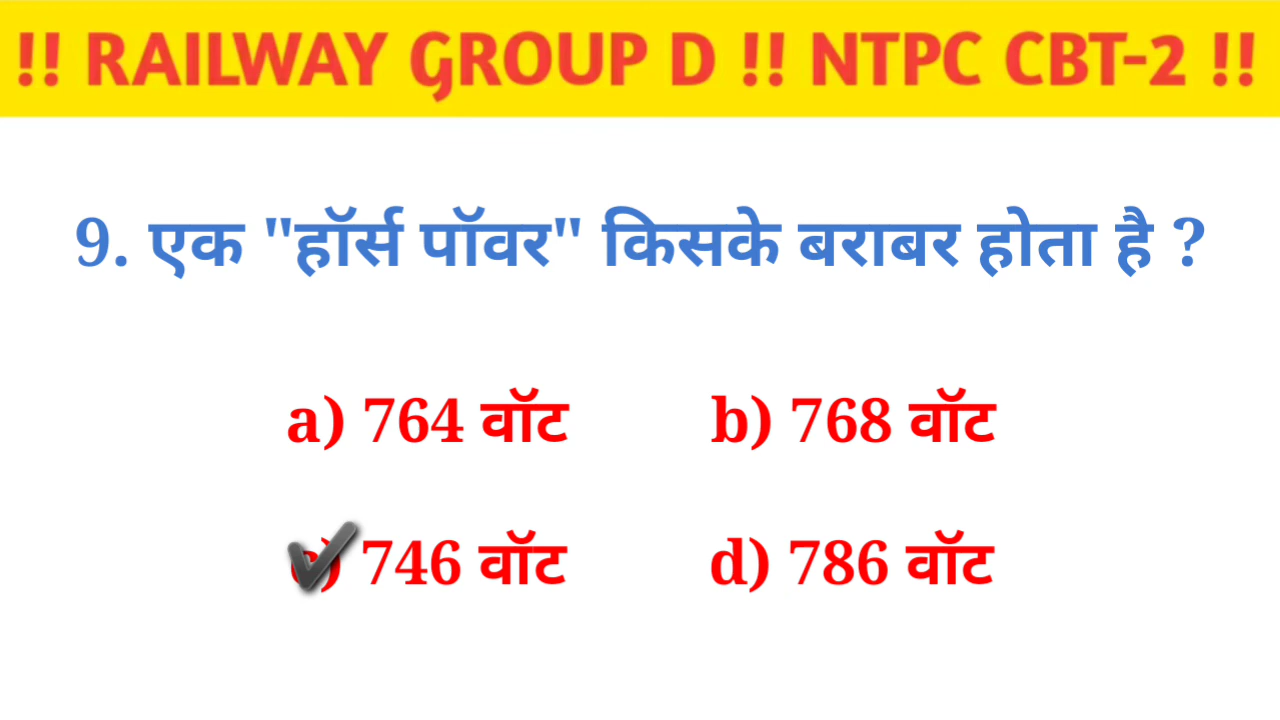 !! RAILWAY GROUP D !! NTPC CBT-2 !!
9. एक "हॉर्स पॉवर" किसके बराबर होता है ?
a) 764 वॉट b) 768 वॉट
c) 746 वॉट d) 786 वॉट